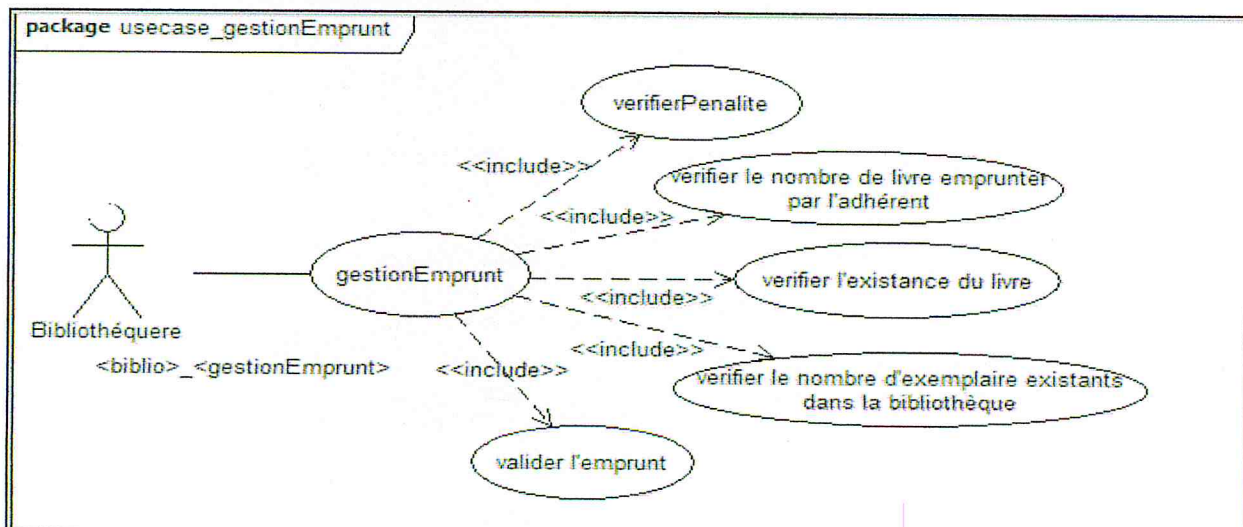 package usecase_gestionEmprunt
verifierPenalite
<<include>>
verifier le nombre de livre emprunter
par l'adhérent
<<include>>
gestionEmprunt
verifier l'existance du livre
<<include>>
Bibliothéquere
<biblio>_<gestionEmprunt>
<<include>>
<<include>>
verifier le nombre d'exemplaire existants
dans la bibliothèque
valider l'emprunt